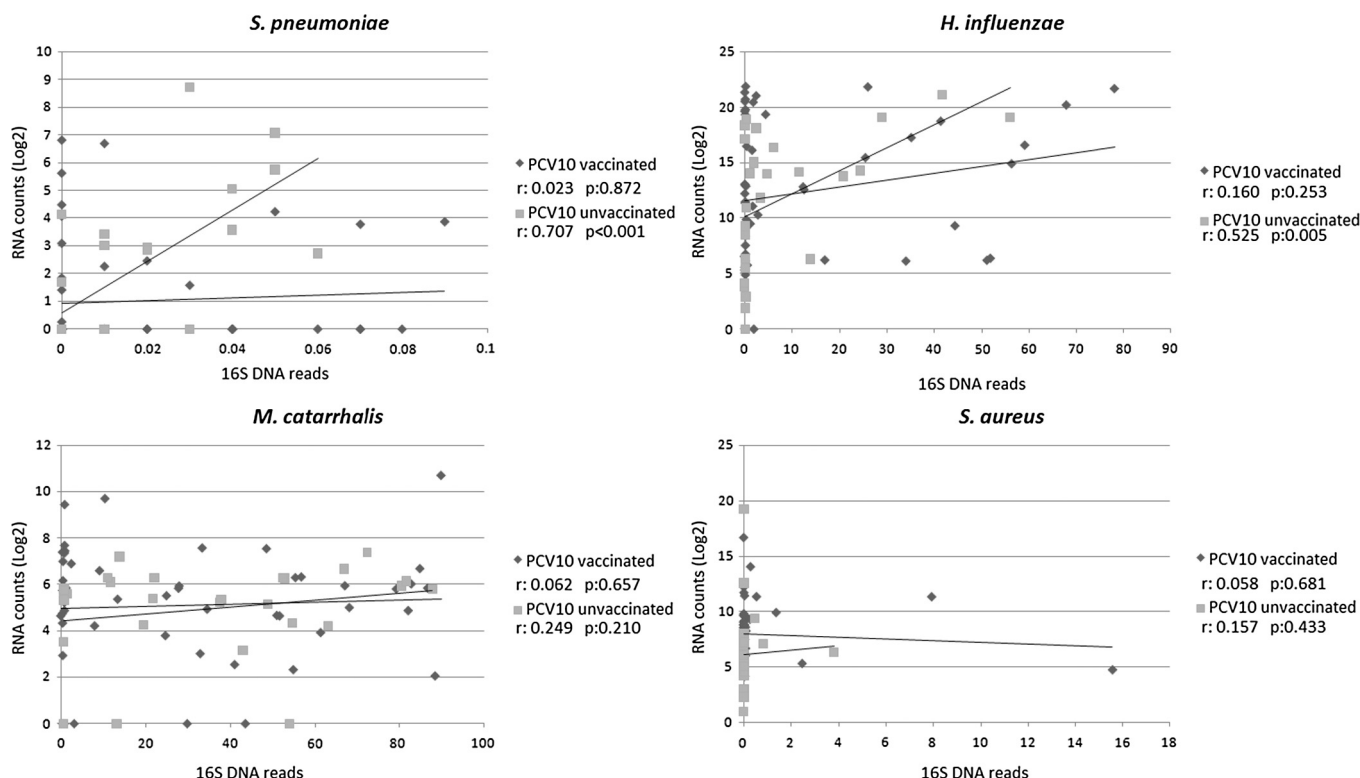 S. pneumoniae
10
9
8
7
6
5
4
3
2
1
0
RNA counts (Log2)
0
0.02
0.04
0.06
0.08
0.1
16S DNA reads
PCV10 vaccinated
r: 0.023 p:0.872
PCV10 unvaccinated
r: 0.707 p<0.001
H. influenzae
25
20
15
10
5
0
RNA counts (Log2)
0
10
20
30
40
50
60
70
80
90
16S DNA reads
PCV10 vaccinated
r: 0.160 p:0.253
PCV10 unvaccinated
r: 0.525 p:0.005
M. catarrhalis
12
10
8
6
4
2
0
RNA counts (Log2)
0
20
40
60
80
100
16S DNA reads
PCV10 vaccinated
r: 0.062 p:0.657
PCV10 unvaccinated
r: 0.249 p:0.210
S. aureus
25
20
15
10
5
0
RNA counts (Log2)
0
2
4
6
8
10
12
14
16
18
16S DNA reads
PCV10 vaccinated
r: 0.058 p:0.681
PCV10 unvaccinated
r: 0.157 p:0.433